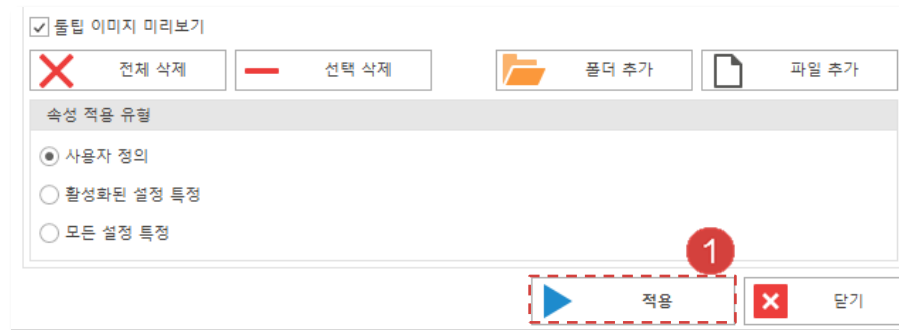 툴팁 이미지 미리보기
전체 삭제 선택 삭제 폴더 추가 파일 추가
속성 적용 유형
사용자 정의
활성화된 설정 특정
모든 설정 특정
1
적용 닫기